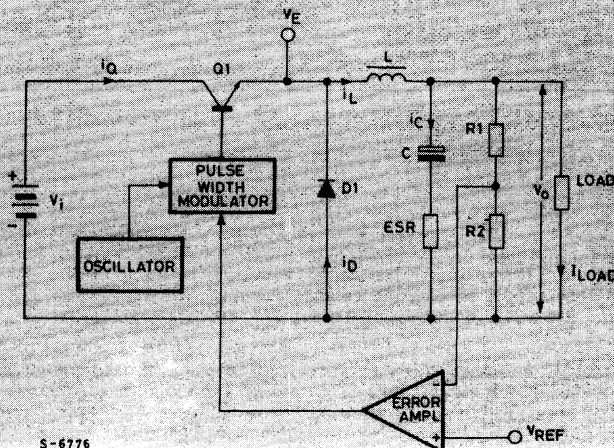 VE
iQ
Q1
L
iL
iC
C
R1
LOAD
+
Vi
-
PULSE
WIDTH
MODULATOR
D1
Vo
ESR
R2
OSCILLATOR
iD
ILOAD
ERROR
AMPL
-
+
VREF
S-6776